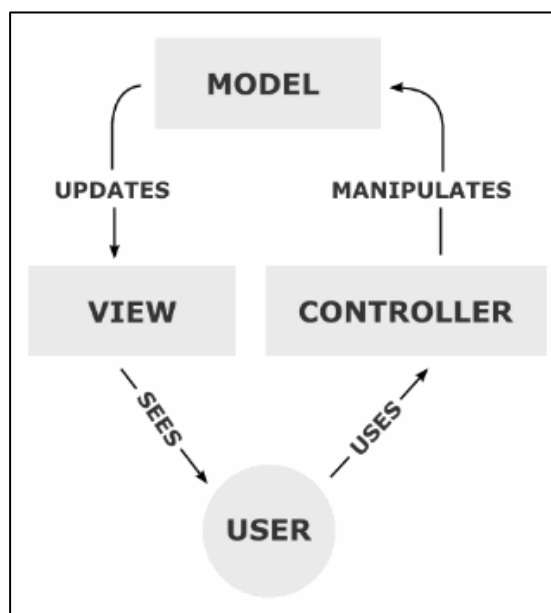 MODEL
UPDATES
MANIPULATES
VIEW
CONTROLLER
SEES
USES
USER